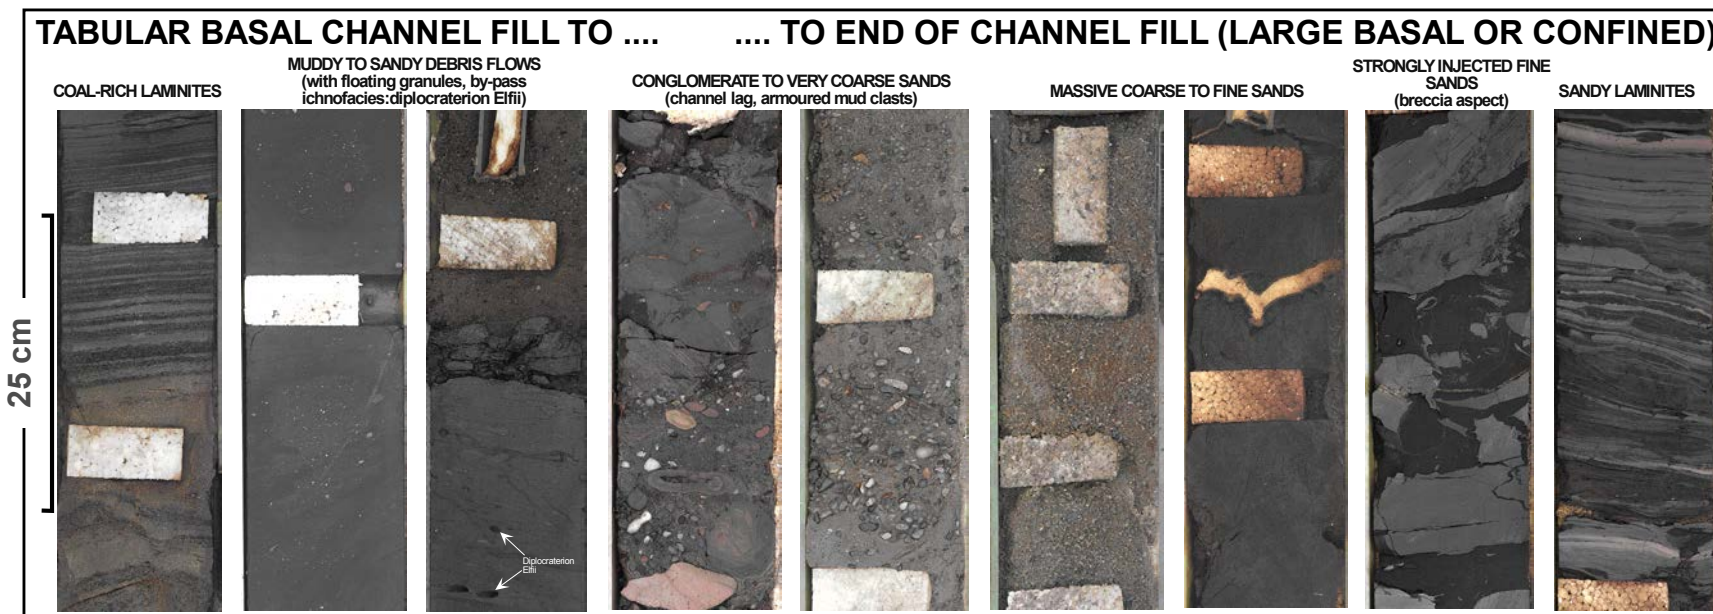 TABULAR BASAL CHANNEL FILL TO .... .... TO END OF CHANNEL FILL (LARGE BASAL OR CONFINED)
COAL-RICH LAMINITES
MUDDY TO SANDY DEBRIS FLOWS
(with floating granules, by-pass
ichnofacies:diplocraterion Elfii)
CONGLOMERATE TO VERY COARSE SANDS
(channel lag, armoured mud clasts)
MASSIVE COARSE TO FINE SANDS
STRONGLY INJECTED FINE
SANDS
(breccia aspect)
SANDY LAMINITES
25 cm
Diplocraterion
Elfii